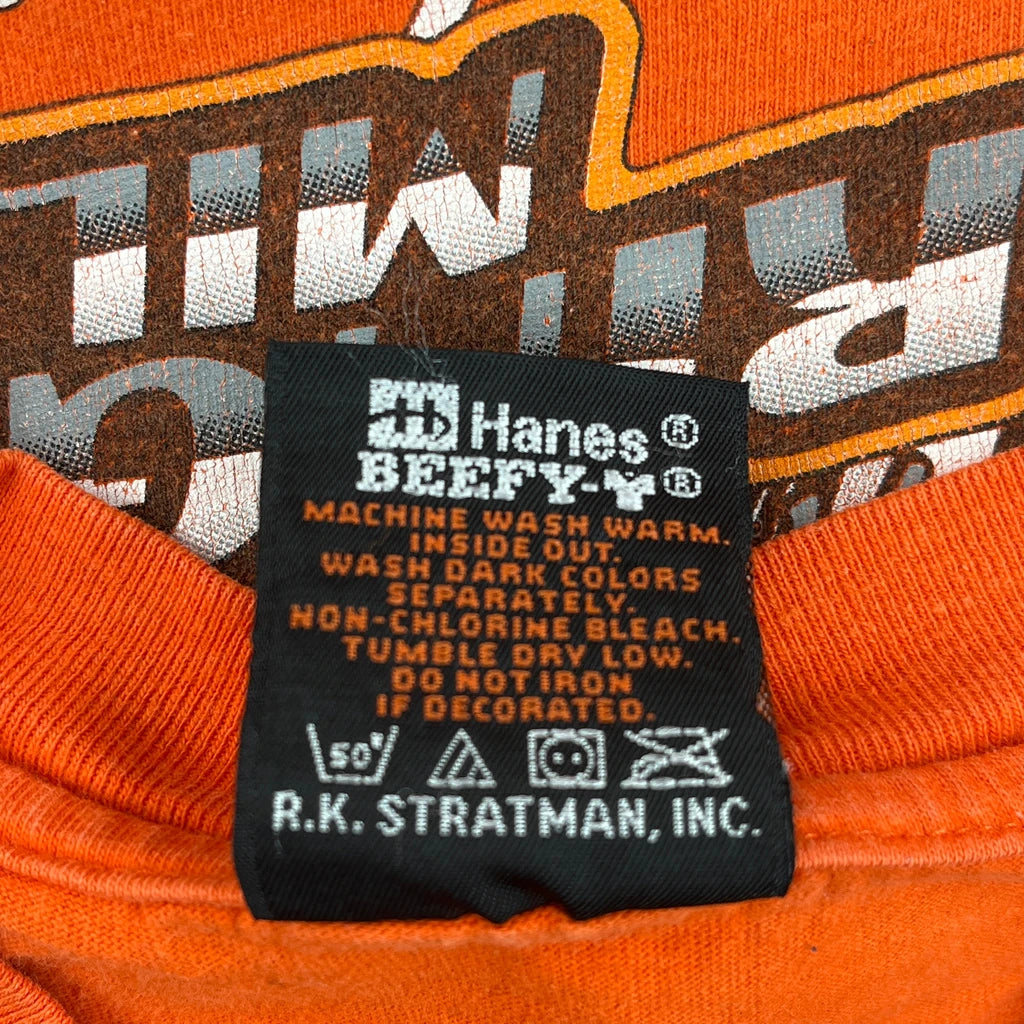 Hanes®
BEEFY-T®
MACHINE WASH WARM.
INSIDE OUT.
WASH DARK COLORS
SEPARATELY.
NON-CHLORINE BLEACH.
TUMBLE DRY LOW.
DO NOT IRON
IF DECORATED.
50°
R.K. STRATMAN, INC.